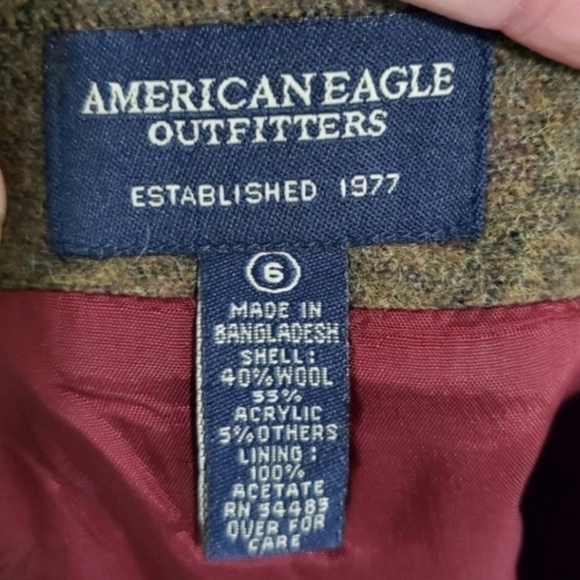 AMERICAN EAGLE
OUTFITTERS
ESTABLISHED 1977
6
MADE IN
BANGLADESH
SHELL:
40% WOOL
55%
ACRYLIC
5% OTHERS
LINING:
100%
ACETATE
RN 54485
OVER FOR
CARE